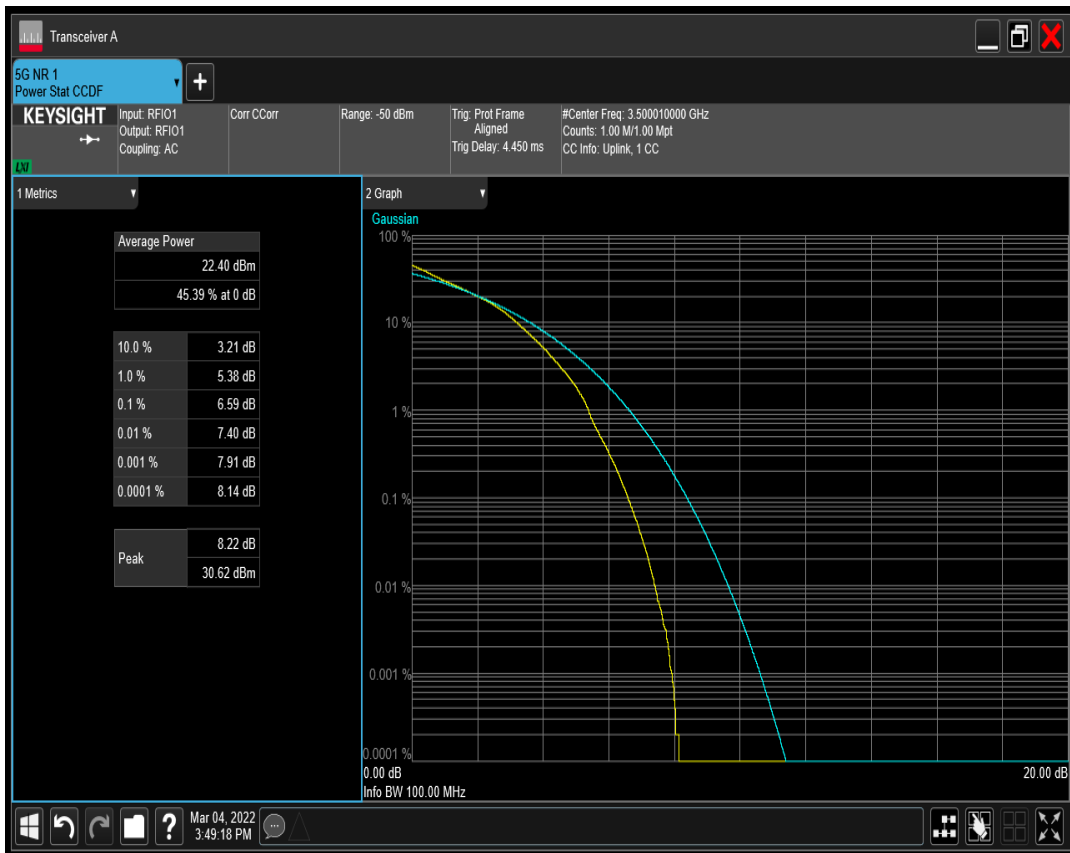 Transceiver A
5G NR 1
Power Stat CCDF
+
KEYSIGHT
LXI
Input: RFIO1
Output: RFIO1
Coupling: AC
Corr CCorr
Range: -50 dBm
Trig: Prot Frame
Aligned
Trig Delay: 4.450 ms
#Center Freq: 3.500010000 GHz
Counts: 1.00 M/1.00 Mpt
CC Info: Uplink, 1 CC
1 Metrics
Average Power
22.40 dBm
45.39 % at 0 dB
10.0 % 3.21 dB
1.0 % 5.38 dB
0.1 % 6.59 dB
0.01 % 7.40 dB
0.001 % 7.91 dB
0.0001 % 8.14 dB
Peak
8.22 dB
30.62 dBm
2 Graph
Gaussian
100 %
10 %
1 %
0.1 %
0.01 %
0.001 %
0.0001 %
0.00 dB 20.00 dB
Info BW 100.00 MHz
?
Mar 04, 2022
3:49:18 PM